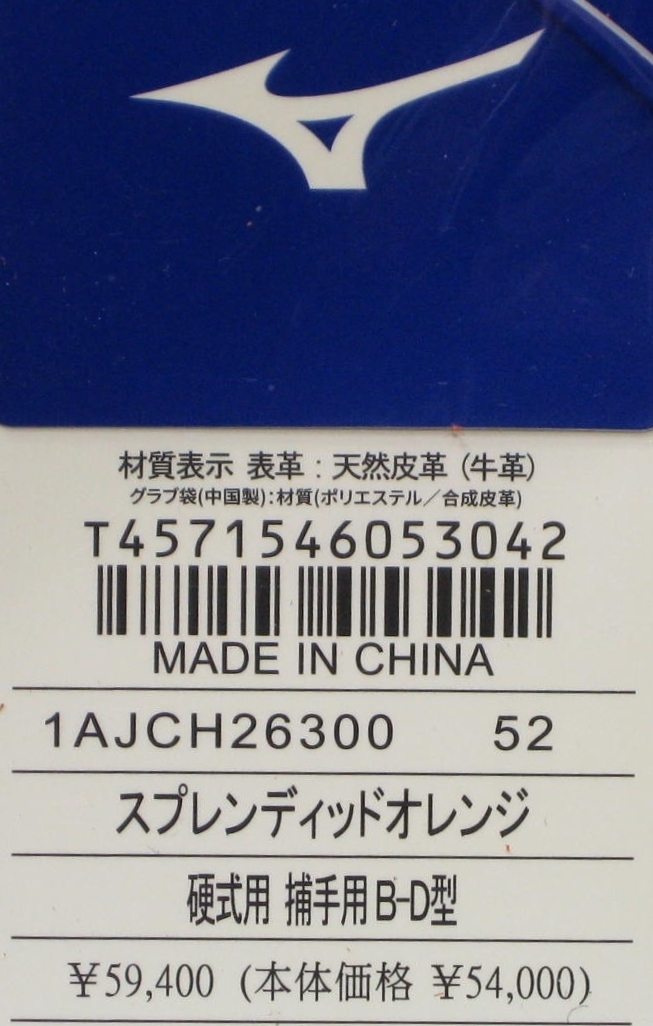 材質表示 表革：天然皮革（牛革）
グラブ袋(中国製)：材質(ポリエステル／合成皮革)
T4571546053042
MADE IN CHINA
1AJCH26300 52
スプレンディッドオレンジ
硬式用 捕手用B-D型
¥59,400 (本体価格 ¥54,000)